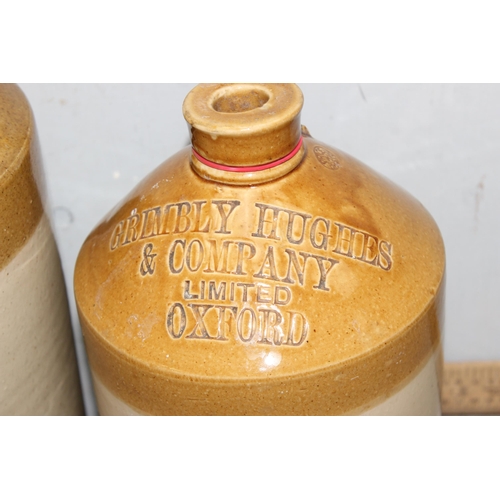 GRIMBLY HUGHES
& COMPANY
LIMITED
OXFORD